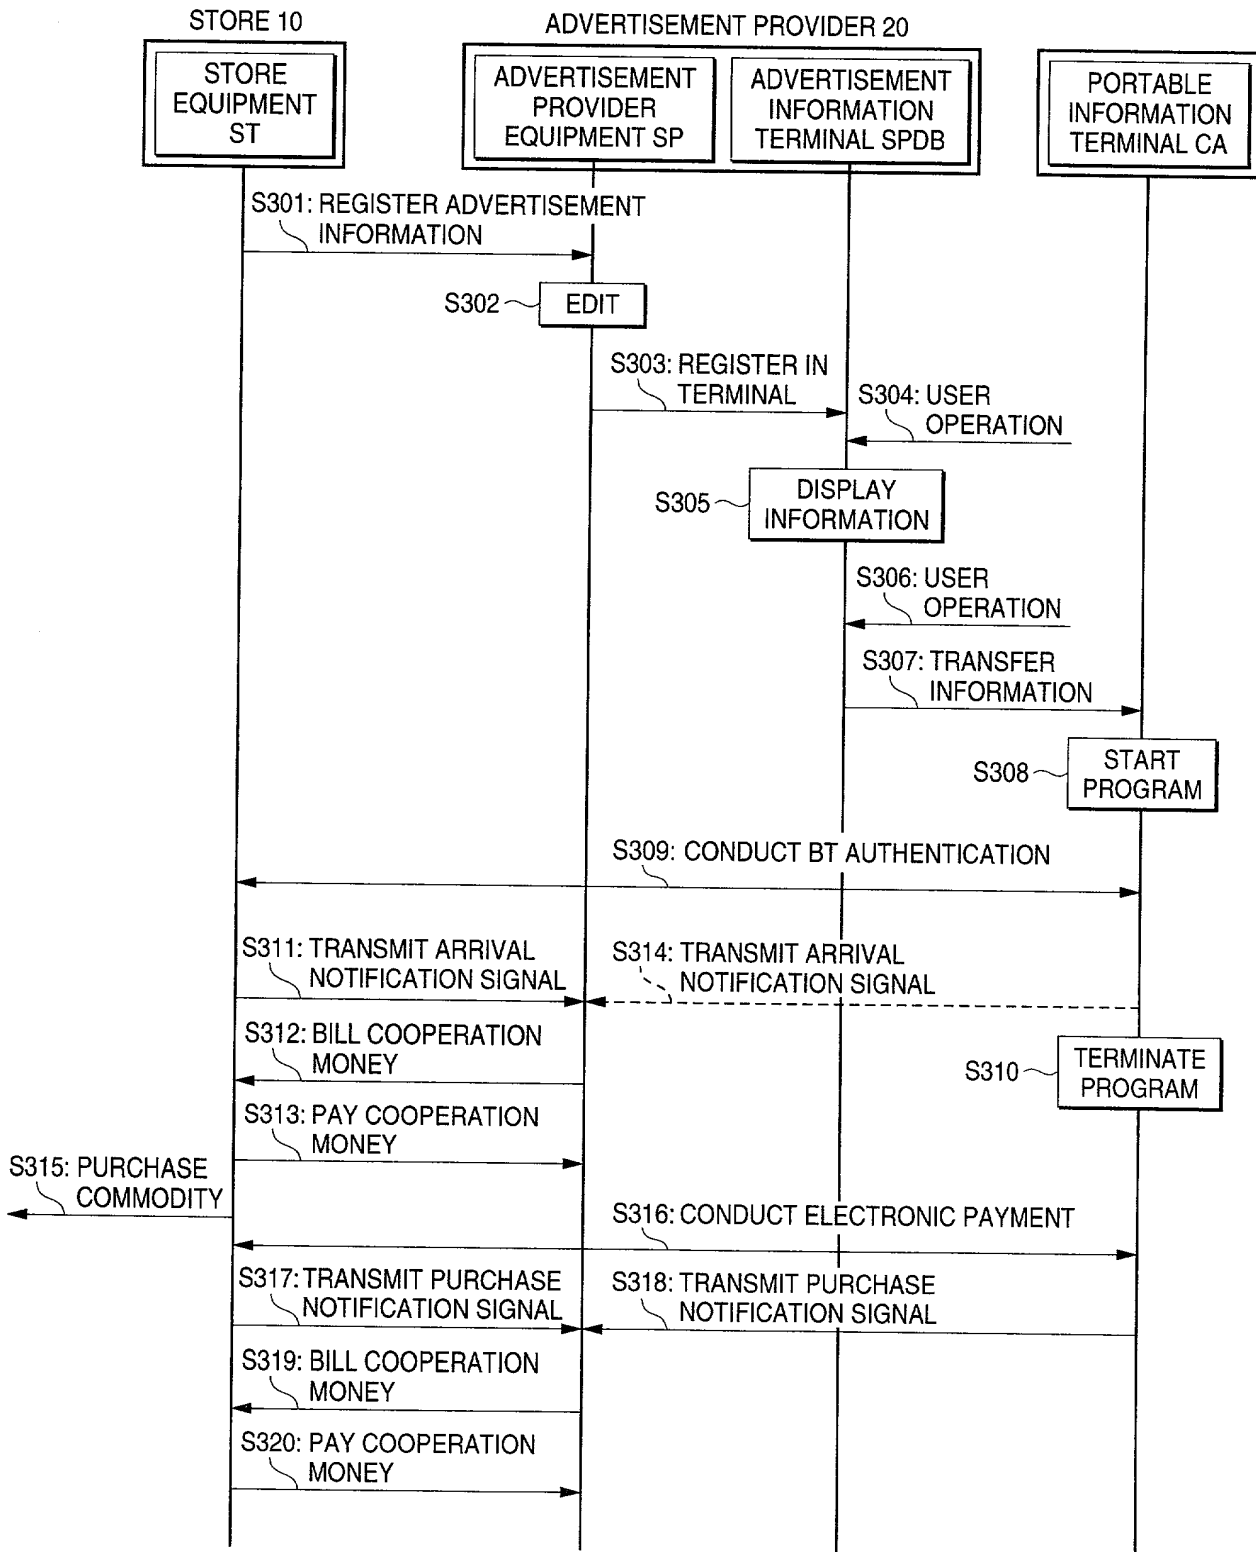 STORE 10
ADVERTISEMENT PROVIDER 20
STORE
EQUIPMENT
ST
ADVERTISEMENT
PROVIDER
EQUIPMENT SP
ADVERTISEMENT
INFORMATION
TERMINAL SPDB
PORTABLE
INFORMATION
TERMINAL CA
S301: REGISTER ADVERTISEMENT
INFORMATION
S302
EDIT
S303: REGISTER IN
TERMINAL
S304: USER
OPERATION
S305
DISPLAY
INFORMATION
S306: USER
OPERATION
S307: TRANSFER
INFORMATION
S308
START
PROGRAM
S309: CONDUCT BT AUTHENTICATION
S311: TRANSMIT ARRIVAL
NOTIFICATION SIGNAL
S314: TRANSMIT ARRIVAL
NOTIFICATION SIGNAL
S312: BILL COOPERATION
MONEY
S310
TERMINATE
PROGRAM
S313: PAY COOPERATION
MONEY
S315: PURCHASE
COMMODITY
S316: CONDUCT ELECTRONIC PAYMENT
S317: TRANSMIT PURCHASE
NOTIFICATION SIGNAL
S318: TRANSMIT PURCHASE
NOTIFICATION SIGNAL
S319: BILL COOPERATION
MONEY
S320: PAY COOPERATION
MONEY